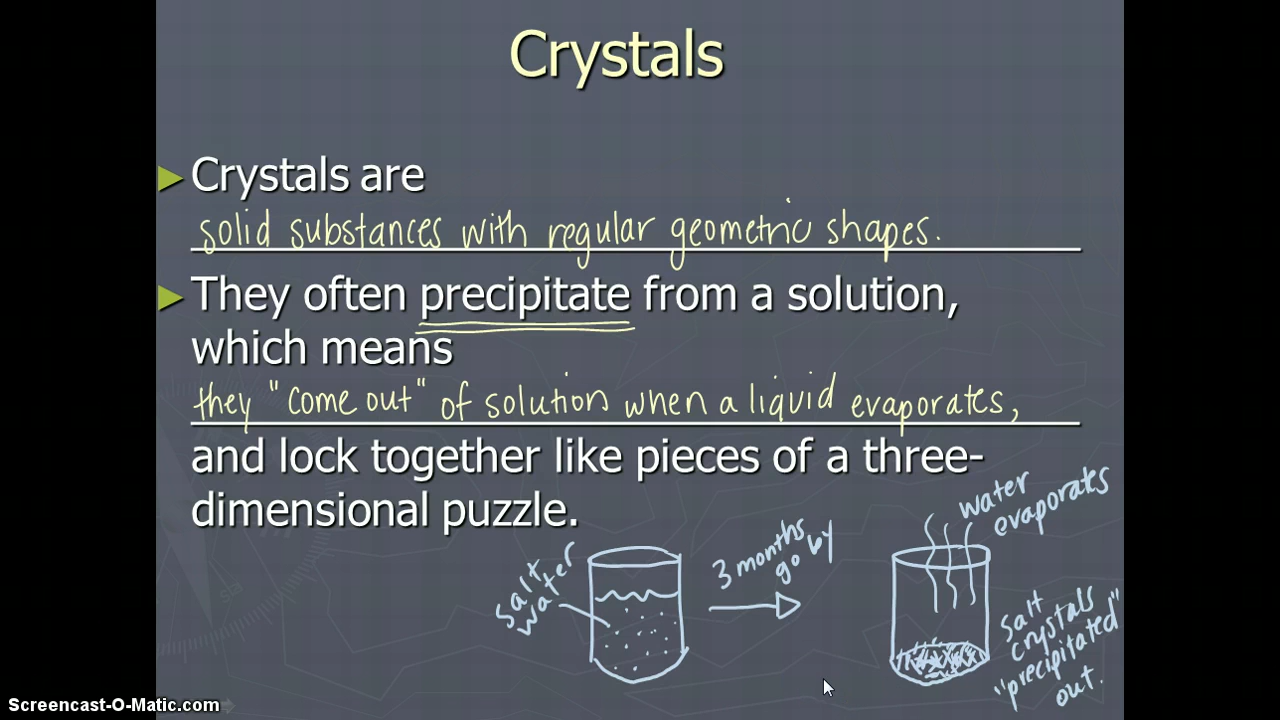 Crystals
► Crystals are
solid substances with regular geometric shapes.
► They often precipitate from a solution,
which means
they "come out" of solution when a liquid evaporates,
and lock together like pieces of a three-
dimensional puzzle.
salt
water
3 months
go by
water
evaporates
salt
crystals
"precipitated"
out.
Screencast-O-Matic.com